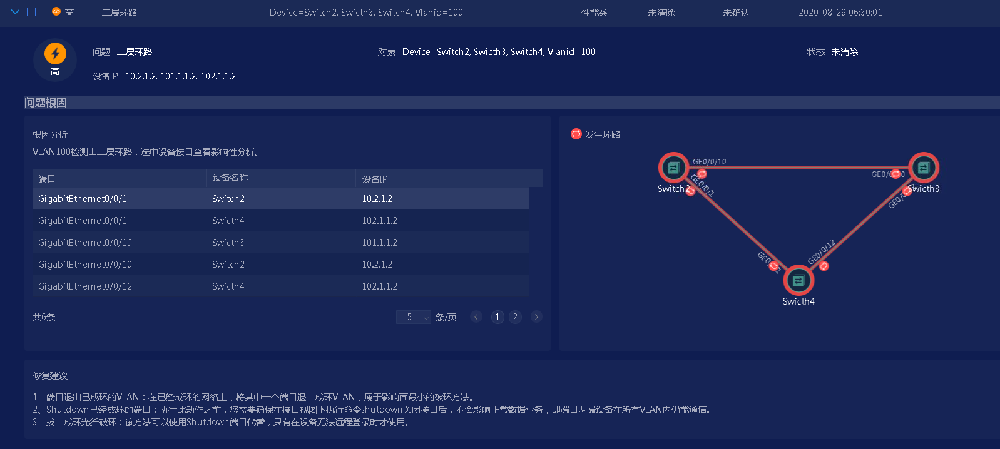 高 二层环路 Device=Switch2, Swicth3, Switch4, Vlanid=100 性能类 未清除 未确认 2020-08-29 06:30:01
问题 二层环路 对象 Device=Switch2, Swicth3, Switch4, Vlanid=100 状态 未清除
高
设备IP 10.2.1.2, 101.1.1.2, 102.1.1.2
问题根因
根因分析
VLAN100检测出二层环路，选中设备接口查看影响性分析。
端口 设备名称 设备IP
GigabitEthernet0/0/1 Switch2 10.2.1.2
GigabitEthernet0/0/1 Swicth4 102.1.1.2
GigabitEthernet0/0/10 Swicth3 101.1.1.2
GigabitEthernet0/0/10 Switch2 10.2.1.2
GigabitEthernet0/0/12 Swicth4 102.1.1.2
共6条 5 条/页 1 2
发生环路
GE0/0/10
Switch2
GE0/0/1
Swicth3
GE0/0/12
Swicth4
修复建议
1、端口退出已成环的VLAN：在已经成环的网络上，将其中一个端口退出成环VLAN，属于影响面最小的破环方法。
2、Shutdown已经成环的端口：执行此动作之前，您需要确保在接口视图下执行命令shutdown关闭接口后，不会影响正常数据业务，即端口两端设备在所有VLAN内仍能通信。
3、拔出成环光纤破环：该方法可以使用Shutdown端口代替，只有在设备无法远程登录时才使用。